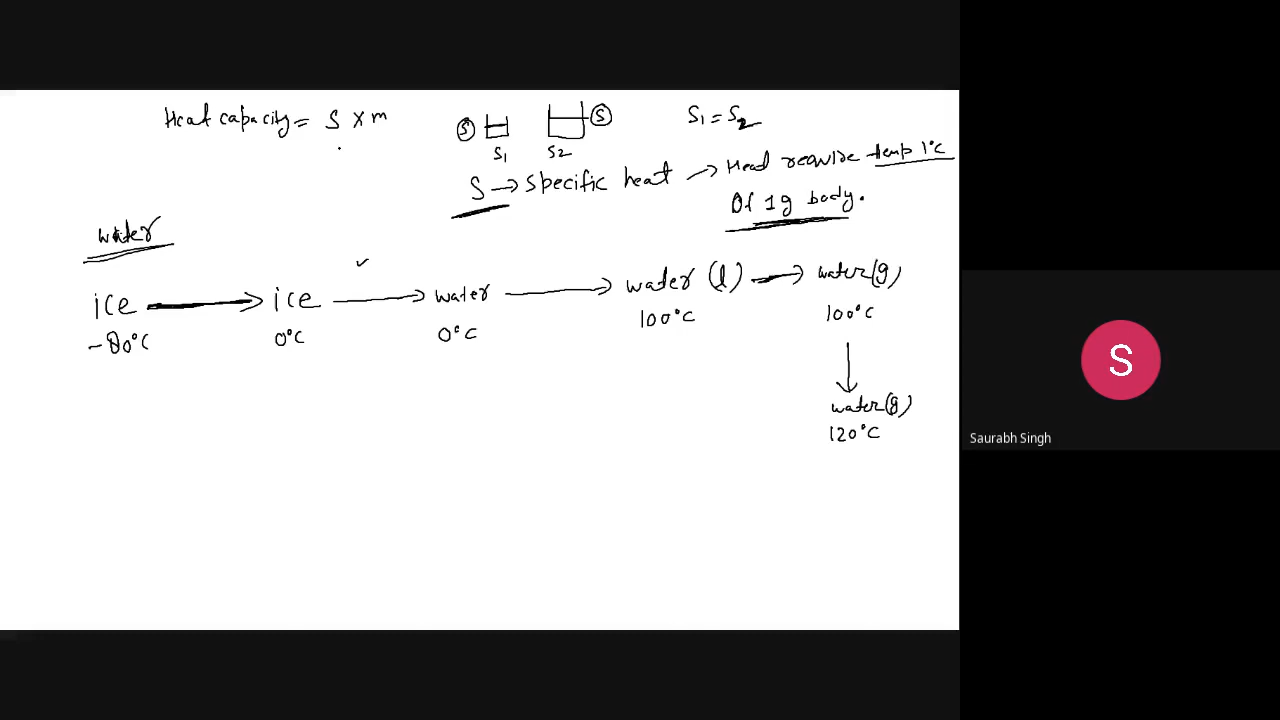 Heat capacity = S x m
S S
S1 S2
S1 = S2
S → Specific heat → Head require temp 1°C
Of 1g body.
water
ice → ice → water → water (l) → water(g)
-80°C 0°C 0°C 100°C 100°C
water(g)
120°C
S
Saurabh Singh